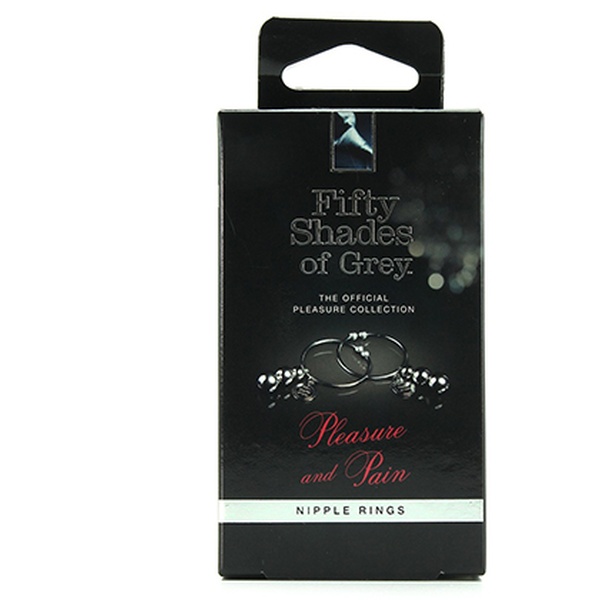 Fifty
Shades
of Grey
THE OFFICIAL
PLEASURE COLLECTION
Pleasure
and Pain
NIPPLE RINGS